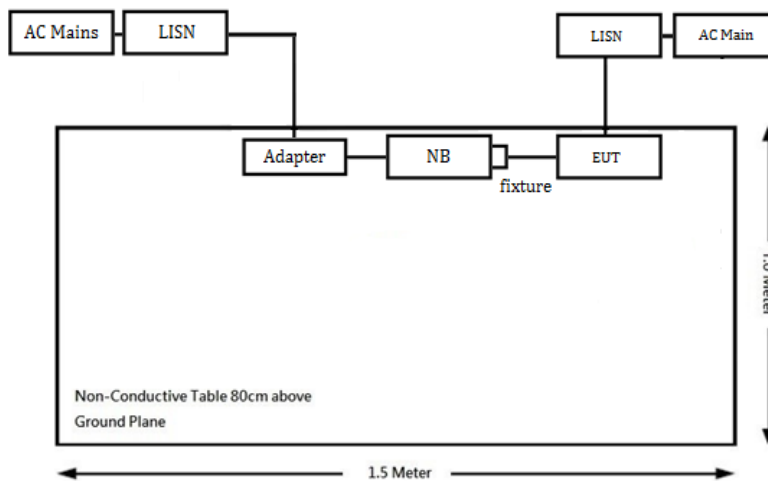 AC Mains
LISN
LISN
AC Main
Adapter
NB
fixture
EUT
Non-Conductive Table 80cm above
Ground Plane
1.5 Meter
Meter